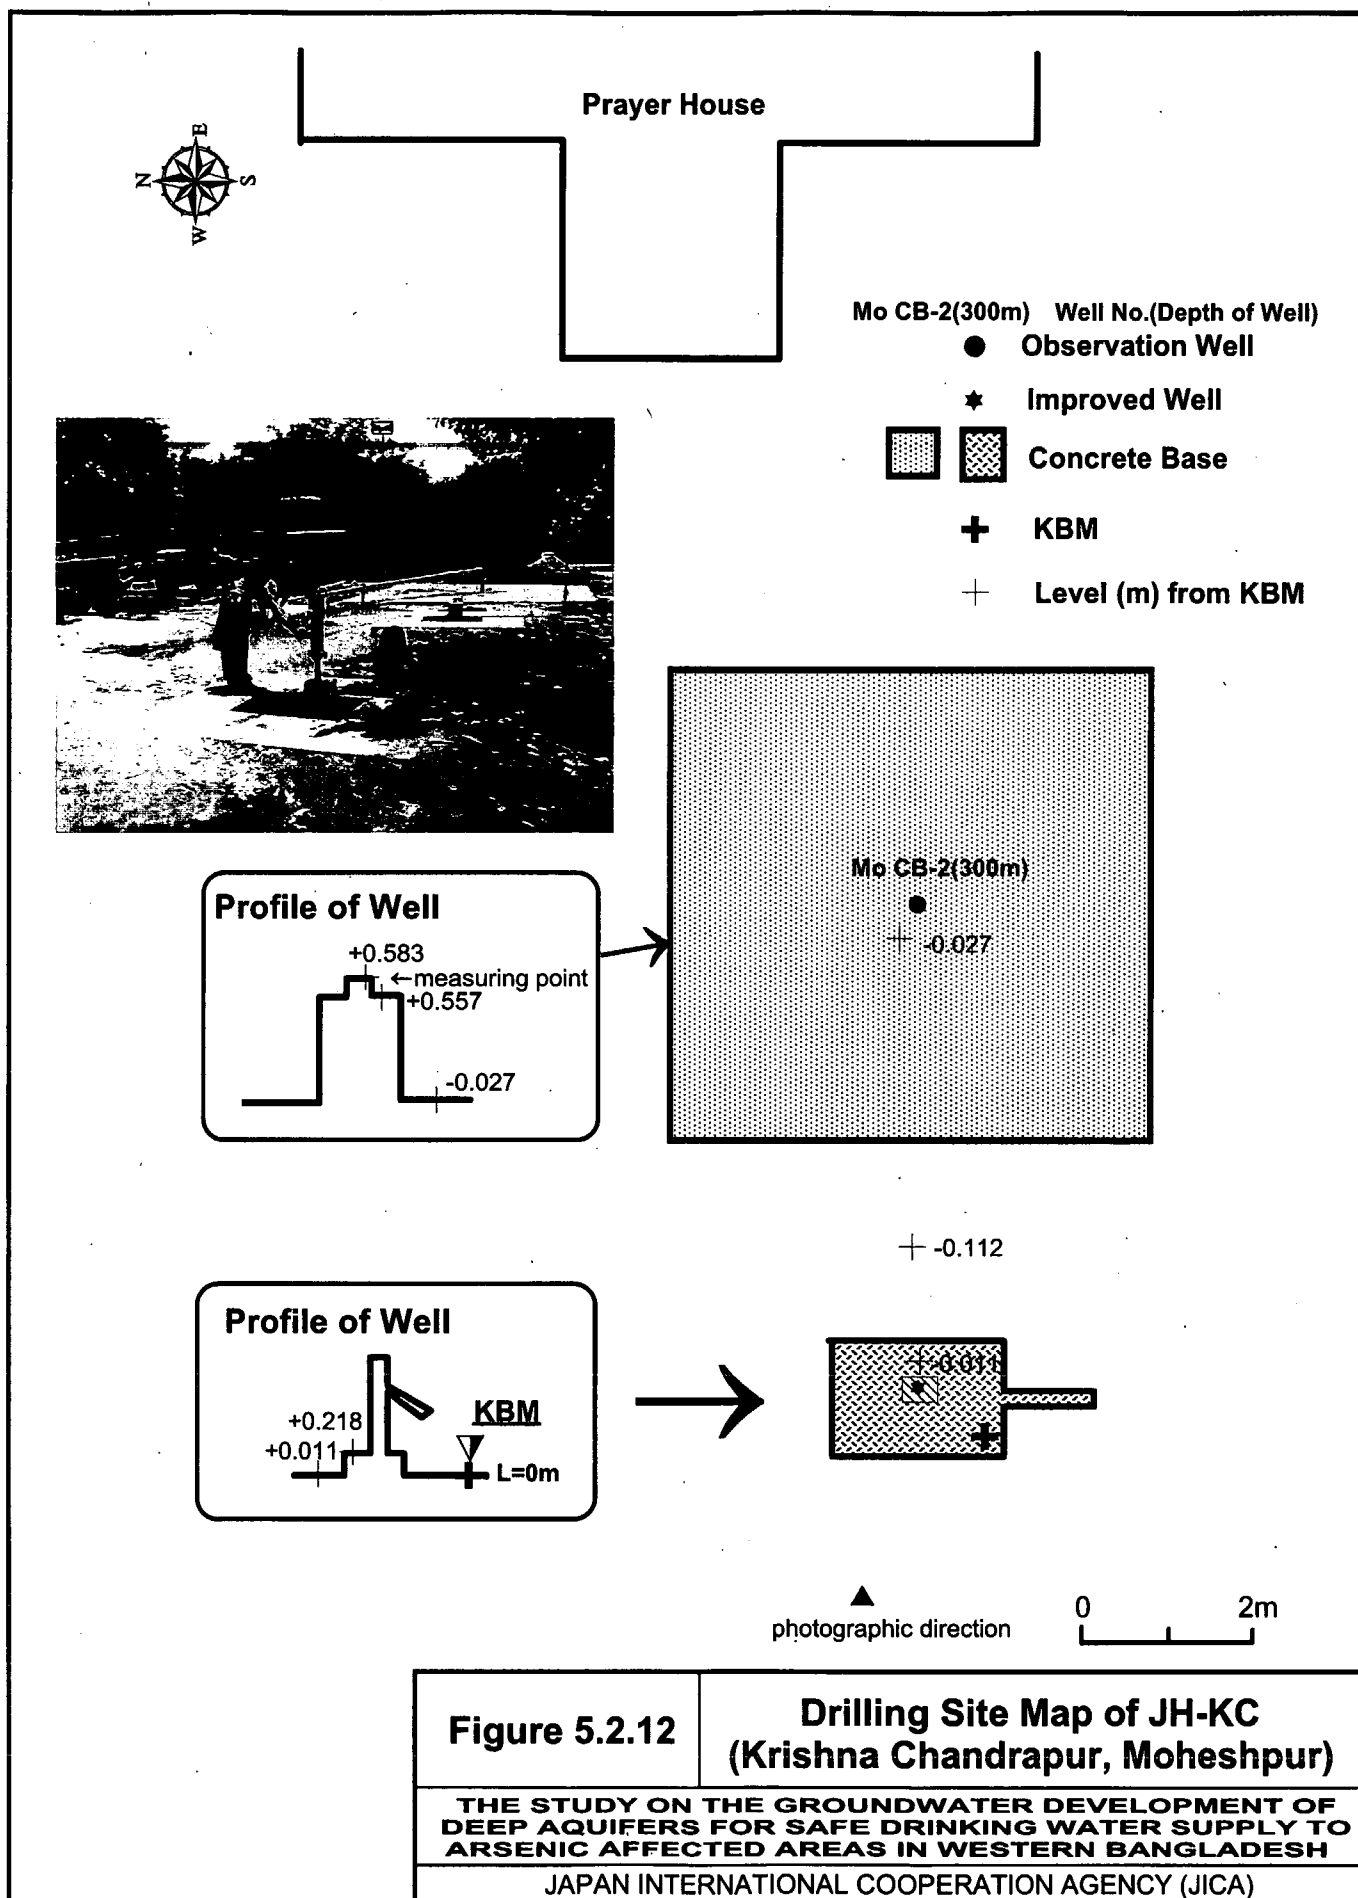 Prayer House
E
N
S
W
Mo CB-2(300m) Well No.(Depth of Well)
Observation Well
Improved Well
Concrete Base
KBM
Level (m) from KBM
Mo CB-2(300m)
-0.027
Profile of Well
+0.583
←measuring point
+0.557
-0.027
-0.112
Profile of Well
KBM
+0.218
+0.011
L=0m
-0.011
photographic direction
0 2m
Figure 5.2.12
Drilling Site Map of JH-KC
(Krishna Chandrapur, Moheshpur)
THE STUDY ON THE GROUNDWATER DEVELOPMENT OF
DEEP AQUIFERS FOR SAFE DRINKING WATER SUPPLY TO
ARSENIC AFFECTED AREAS IN WESTERN BANGLADESH
JAPAN INTERNATIONAL COOPERATION AGENCY (JICA)